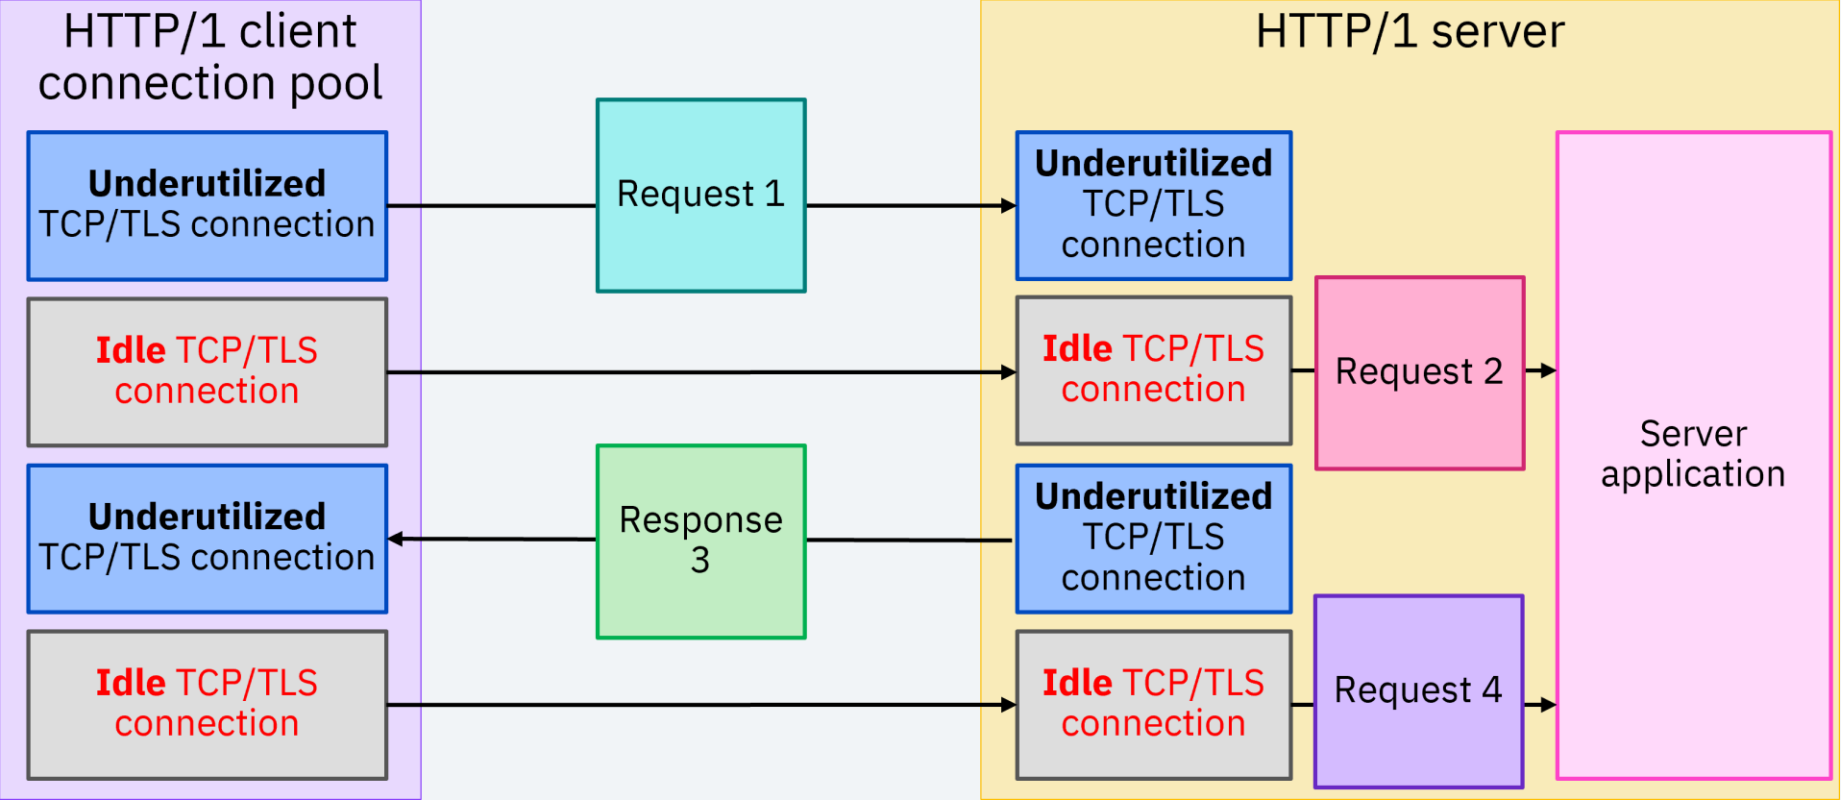 HTTP/1 client
connection pool
HTTP/1 server
Underutilized
TCP/TLS connection
Request 1
Underutilized
TCP/TLS
connection
Idle TCP/TLS
connection
Idle TCP/TLS
connection
Request 2
Server
application
Underutilized
TCP/TLS connection
Response
3
Underutilized
TCP/TLS
connection
Idle TCP/TLS
connection
Idle TCP/TLS
connection
Request 4